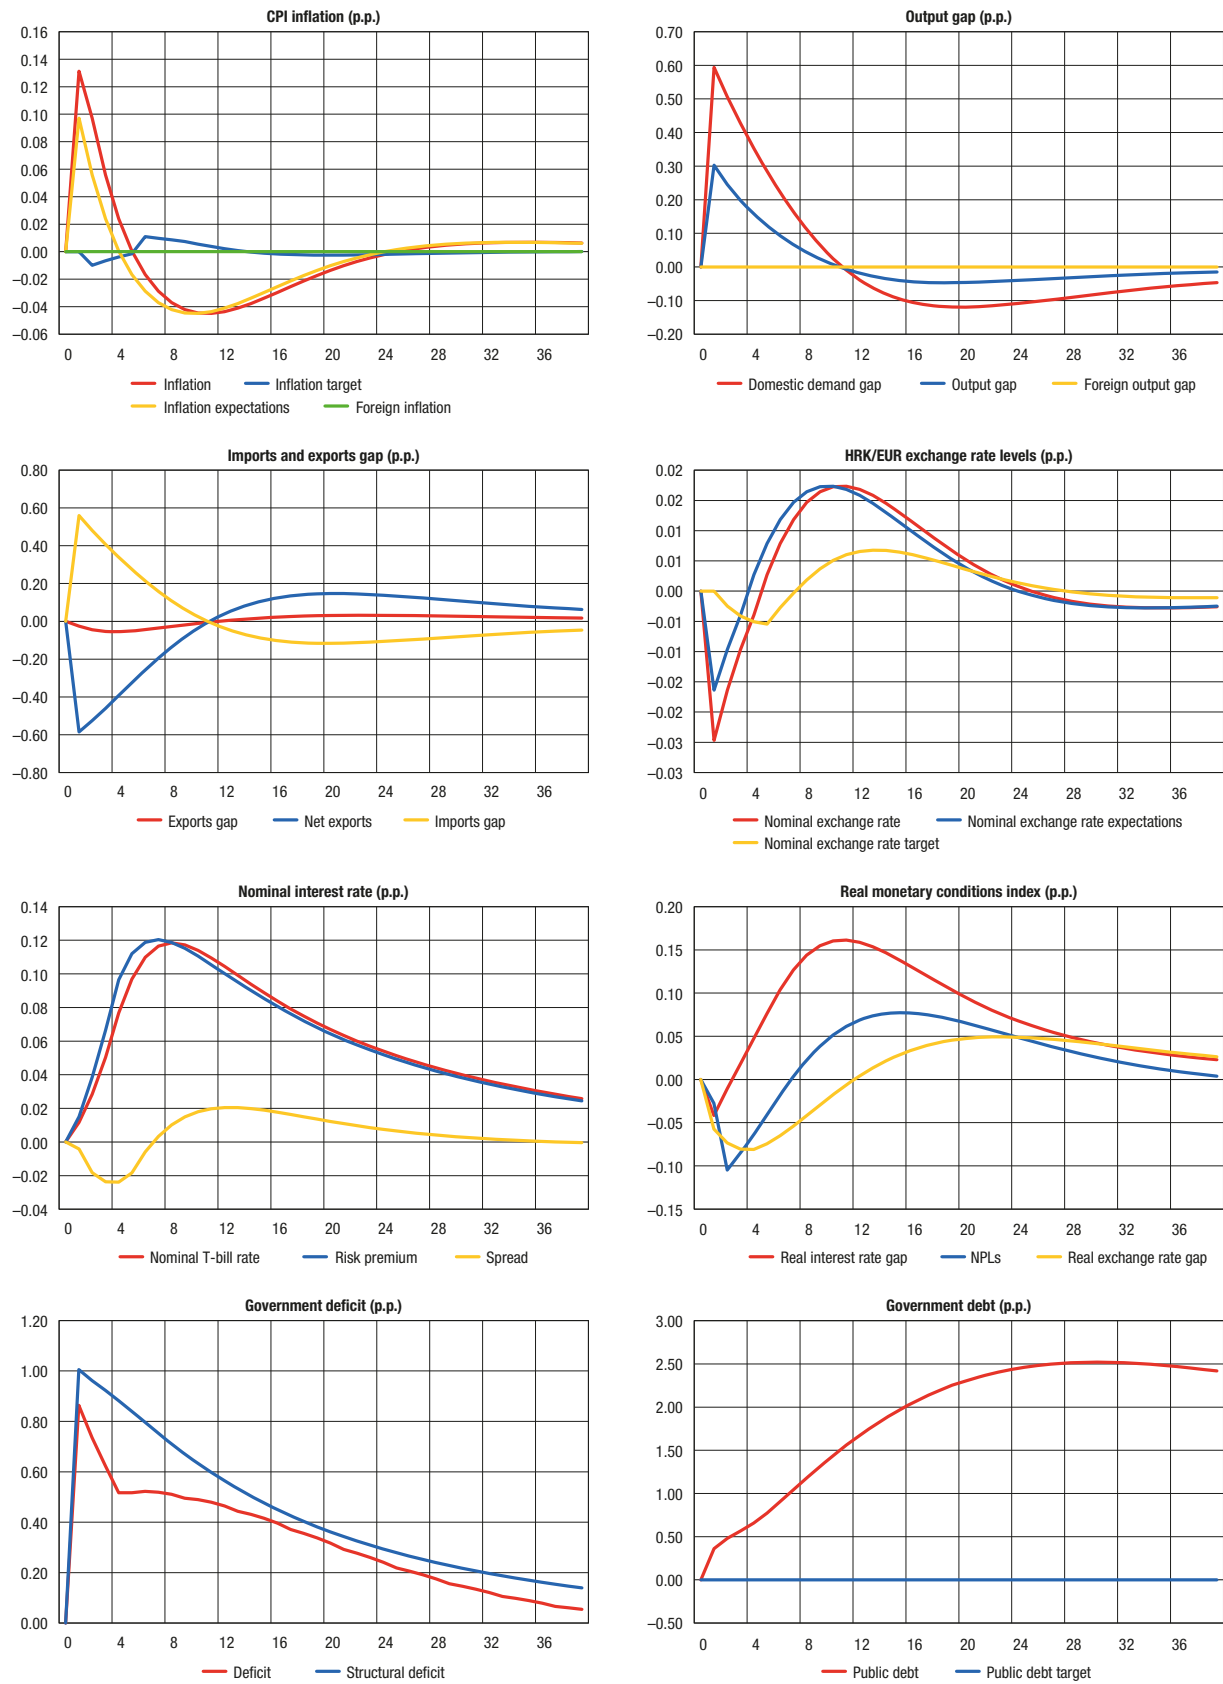 CPI inflation (p.p.)
0.16
0.14
0.12
0.10
0.08
0.06
0.04
0.02
0.00
–0.02
–0.04
–0.06
0 4 8 12 20 28 32 36
Inflation Inflation target
Inflation expectations Foreign inflation
Output gap (p.p.)
0.70
0.60
0.50
0.40
0.30
0.20
0.10
0.00
–0.10
–0.20
0 4 8 12 16 20 24 28 32 36
Domestic demand gap Output gap Foreign output gap
Imports and exports gap (p.p.)
0.80
0.60
0.40
0.20
0.00
–0.20
–0.40
–0.60
–0.80
0 4 8 12 20 24 28 32 36
Exports gap Net exports Imports gap
HRK/EUR exchange rate levels (p.p.)
0.02
0.02
0.01
0.01
0.00
–0.01
–0.01
–0.02
–0.02
–0.03
–0.03
0 4 8 12 16 20 24 28 32 36
Nominal exchange rate Nominal exchange rate expectations
Nominal exchange rate target
Nominal interest rate (p.p.)
0.14
0.12
0.10
0.08
0.06
0.04
0.02
0.00
–0.02
–0.04
0 4 8 12 16 20 24 28 32 36
Nominal T-bill rate Risk premium Spread
Real monetary conditions index (p.p.)
0.20
0.15
0.10
0.05
0.00
–0.05
–0.10
–0.15
0 4 8 12 16 20 24 28 32 36
Real interest rate gap NPLs Real exchange rate gap
Government deficit (p.p.)
1.20
1.00
0.80
0.60
0.40
0.20
0.00
0 4 8 12 16 20 24 28 32 36
Deficit Structural deficit
Government debt (p.p.)
3.00
2.50
2.00
1.50
1.00
0.50
0.00
–0.50
0 4 8 12 16 20 24 28 32 36
Public debt Public debt target